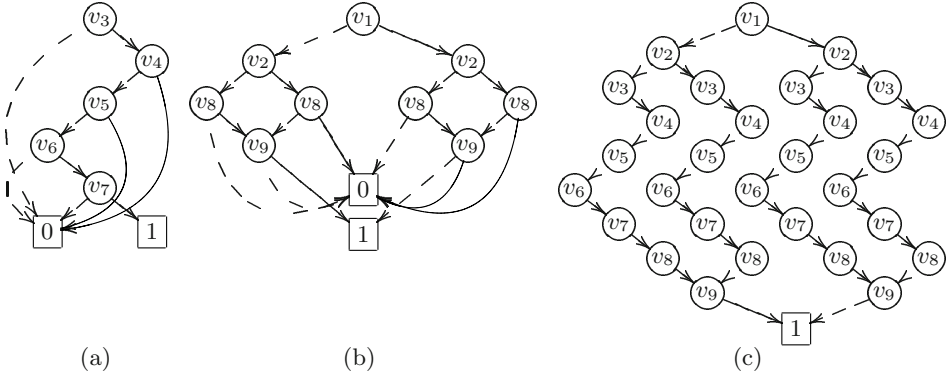 v₃
v₄
v₅
v₆
v₇
0 1
(a)
v₁
v₂ v₂
v₈ v₈ v₈ v₈
v₉ v₉
0
1
(b)
v₁
v₂ v₂
v₃ v₃ v₃ v₃
v₄ v₄ v₄ v₄
v₅ v₅ v₅ v₅
v₆ v₆ v₆ v₆
v₇ v₇ v₇ v₇
v₈ v₈ v₈ v₈
v₉ v₉
1
(c)